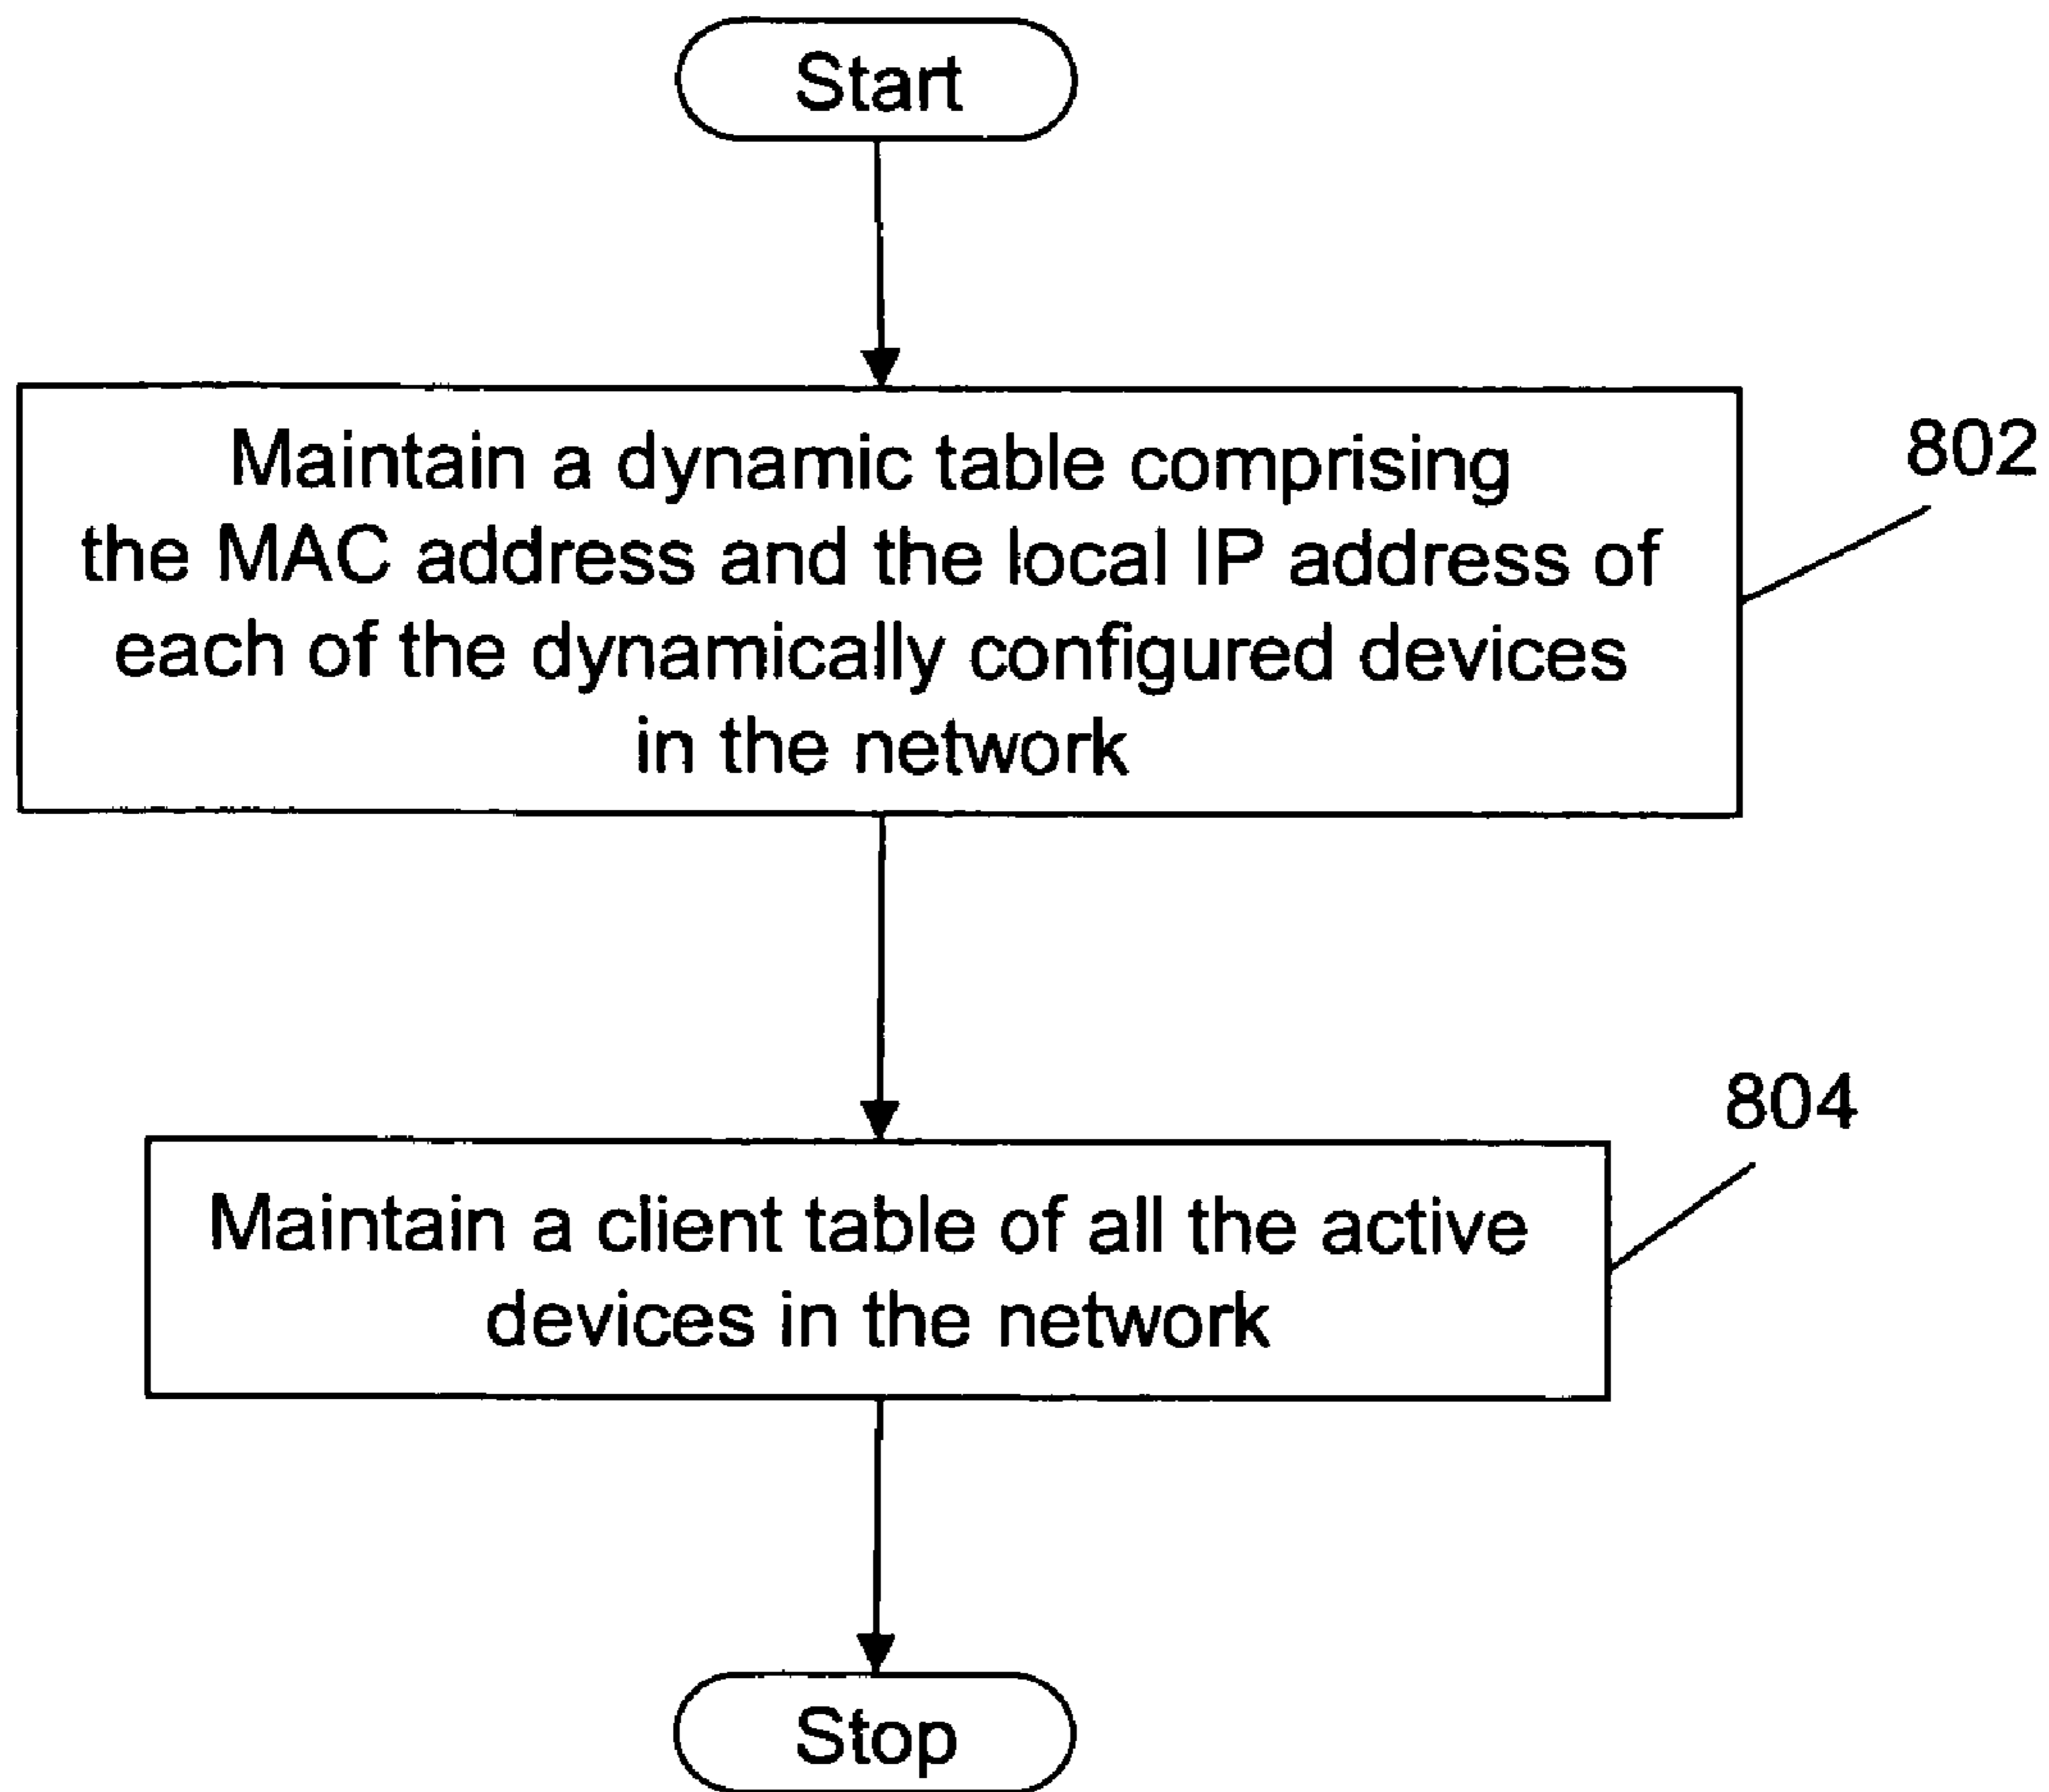 Start
Maintain a dynamic table comprising
the MAC address and the local IP address of
each of the dynamically configured devices
in the network
802
Maintain a client table of all the active
devices in the network
804
Stop